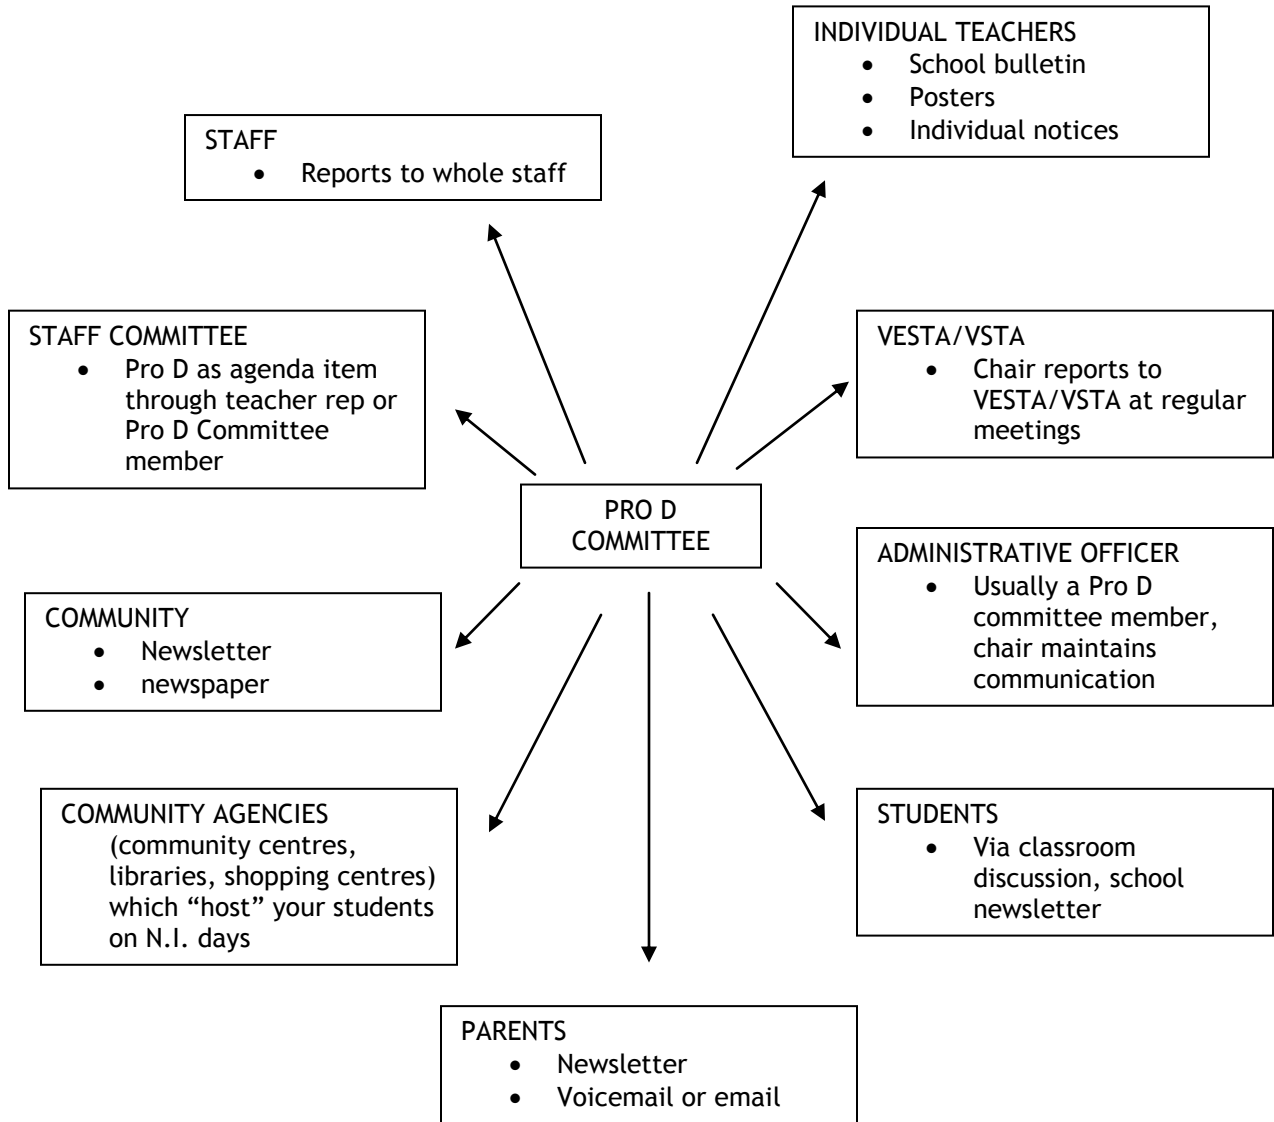 INDIVIDUAL TEACHERS
• School bulletin
• Posters
• Individual notices
STAFF
• Reports to whole staff
STAFF COMMITTEE
• Pro D as agenda item
through teacher rep or
Pro D Committee
member
VESTA/VSTA
• Chair reports to
VESTA/VSTA at regular
meetings
PRO D
COMMITTEE
ADMINISTRATIVE OFFICER
• Usually a Pro D
committee member,
chair maintains
communication
COMMUNITY
• Newsletter
• newspaper
COMMUNITY AGENCIES
(community centres,
libraries, shopping centres)
which “host” your students
on N.I. days
STUDENTS
• Via classroom
discussion, school
newsletter
PARENTS
• Newsletter
• Voicemail or email